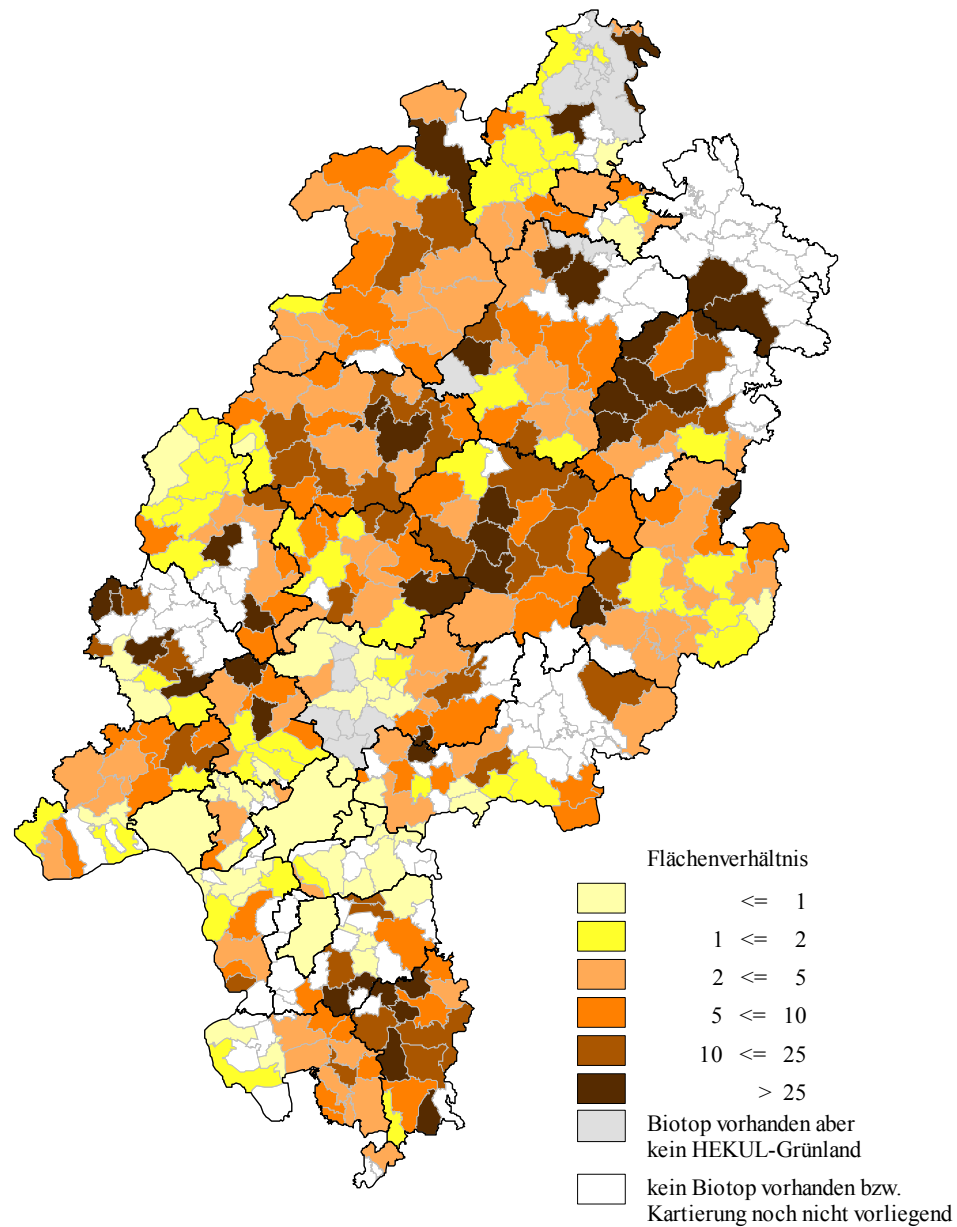 Flächenverhältnis
<= 1
1 <= 2
2 <= 5
5 <= 10
10 <= 25
> 25
Biotop vorhanden aber
kein HEKUL-Grünland
kein Biotop vorhanden bzw.
Kartierung noch nicht vorliegend